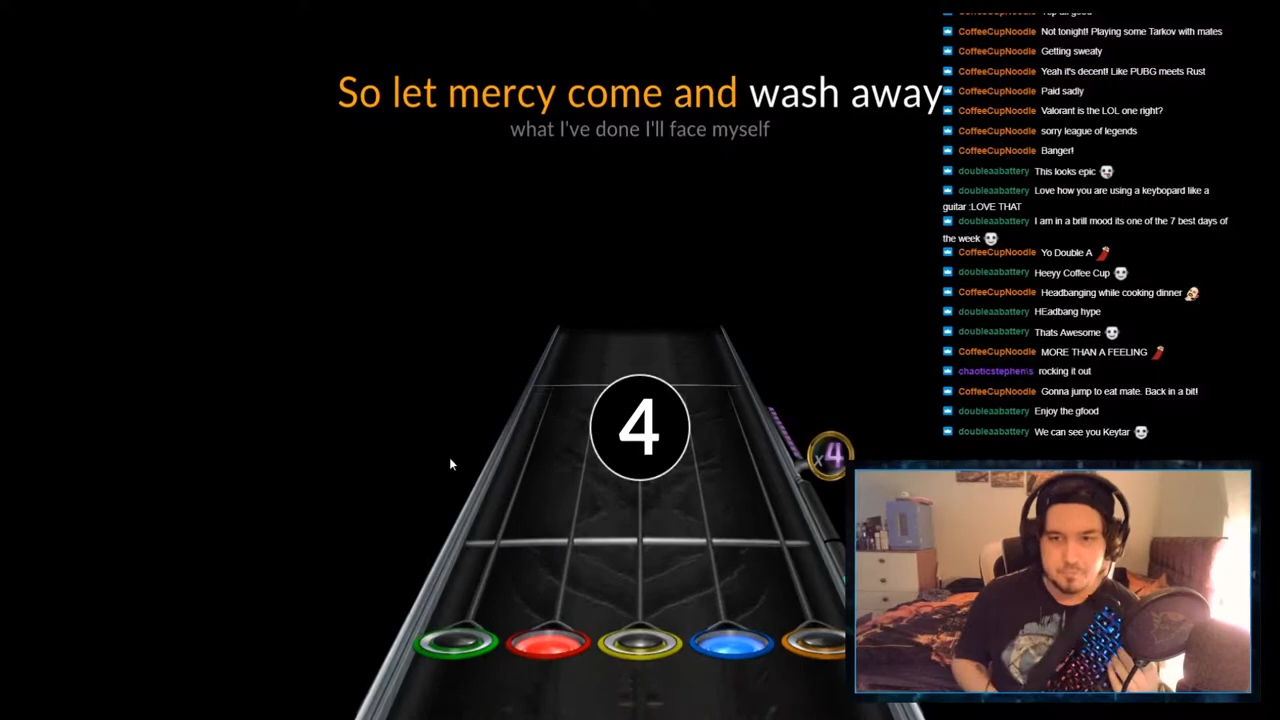 So let mercy come and wash away
what I've done I'll face myself
4
x4
CoffeeCupNoodle Yep all good
CoffeeCupNoodle Not tonight! Playing some Tarkov with mates
CoffeeCupNoodle Getting sweaty
CoffeeCupNoodle Yeah it's decent! Like PUBG meets Rust
CoffeeCupNoodle Paid sadly
CoffeeCupNoodle Valorant is the LOL one right?
CoffeeCupNoodle sorry league of legends
CoffeeCupNoodle Banger!
doubleaabattery This looks epic
doubleaabattery Love how you are using a keybopard like a
guitar :LOVE THAT
doubleaabattery I am in a brill mood its one of the 7 best days of
the week
CoffeeCupNoodle Yo Double A
doubleaabattery Heeyy Coffee Cup
CoffeeCupNoodle Headbanging while cooking dinner
doubleaabattery HEadbang hype
doubleaabattery Thats Awesome
CoffeeCupNoodle MORE THAN A FEELING
chaoticstephen\s rocking it out
CoffeeCupNoodle Gonna jump to eat mate. Back in a bit!
doubleaabattery Enjoy the gfood
doubleaabattery We can see you Keytar